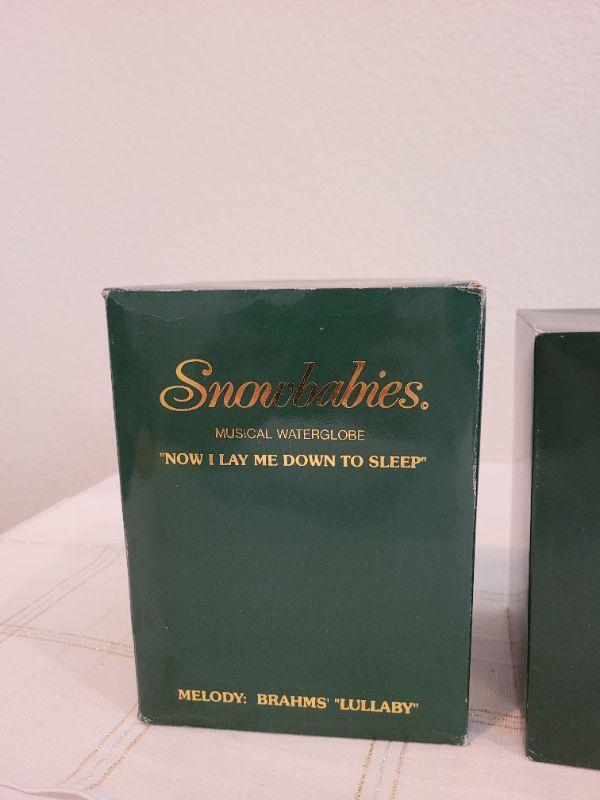 Snowbabies.©
MUSICAL WATERGLOBE
"NOW I LAY ME DOWN TO SLEEP"
MELODY: BRAHMS' "LULLABY"